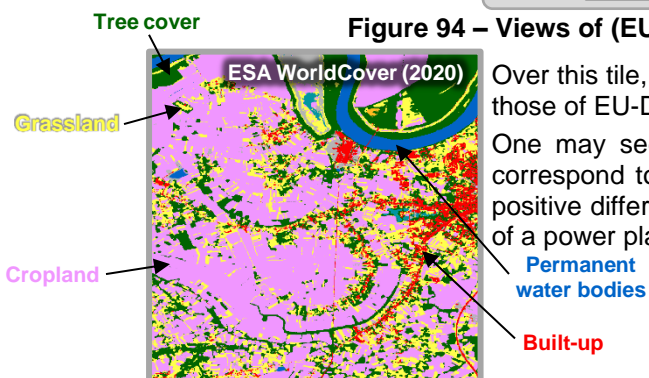 Tree cover
Figure 94 – Views of (EU
ESA WorldCover (2020)
Grassland
Cropland
Over this tile,
those of EU-D
One may se
correspond to
positive differ
of a power pla
Permanent
water bodies
Built-up